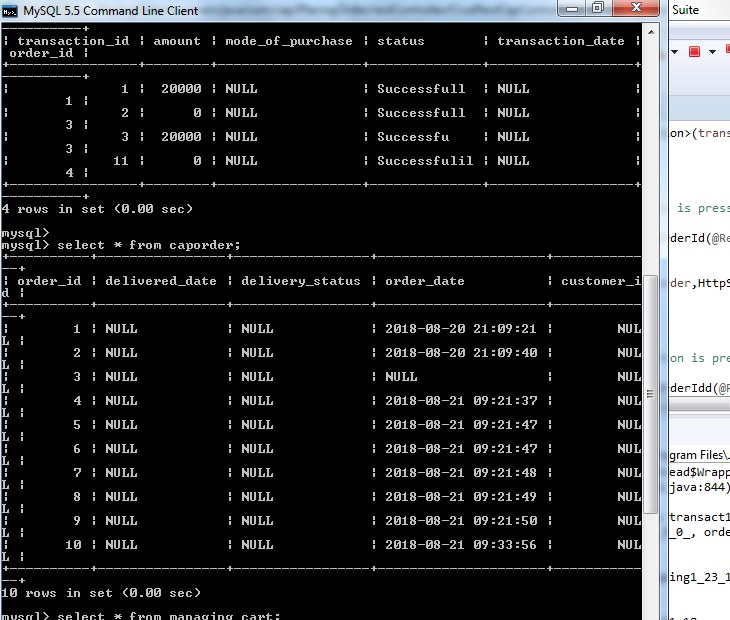 MySQL 5.5 Command Line Client
Suite
| transaction_id | amount | mode_of_purchase | status | transaction_date |
order_id |
| 1 | 20000 | NULL | Successfull | NULL |
1 |
| 2 | 0 | NULL | Successfull | NULL |
3 |
| 3 | 20000 | NULL | Successfu | NULL |
3 |
| 11 | 0 | NULL | Successfulil | NULL |
4 |
4 rows in set (0.00 sec)
mysql>
mysql> select * from caporder;
| order_id | delivered_date | delivery_status | order_date | customer_i
d |
| 1 | NULL | NULL | 2018-08-20 21:09:21 | NUL
L |
| 2 | NULL | NULL | 2018-08-20 21:09:40 | NUL
L |
| 3 | NULL | NULL | NULL | NUL
L |
| 4 | NULL | NULL | 2018-08-21 09:21:37 | NUL
L |
| 5 | NULL | NULL | 2018-08-21 09:21:47 | NUL
L |
| 6 | NULL | NULL | 2018-08-21 09:21:47 | NUL
L |
| 7 | NULL | NULL | 2018-08-21 09:21:48 | NUL
L |
| 8 | NULL | NULL | 2018-08-21 09:21:49 | NUL
L |
| 9 | NULL | NULL | 2018-08-21 09:21:50 | NUL
L |
| 10 | NULL | NULL | 2018-08-21 09:33:56 | NUL
L |
10 rows in set (0.00 sec)
mysql> select * from managing_cart;
on>(trans
is press
derId(@Re
der,HttpS
on is pre
derIdd(@R
gram Files\J
ead$Wrapp
java:844)
transact1
_0_, orde
ing1_23_1